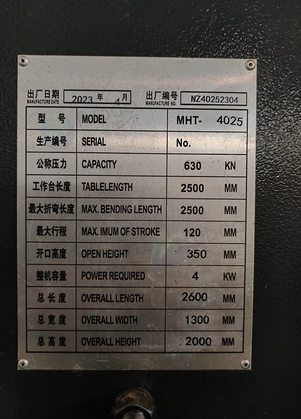 出厂日期 2023 年 4 月 出厂编号 NZ40252304
MANUFACTURE DATE MANUFACTURE NO
型 号 MODEL MHT- 4025
生产编号 SERIAL No.
公称压力 CAPACITY 630 KN
工作台长度 TABLELENGTH 2500 MM
最大折弯长度 MAX. BENDING LENGTH 2500 MM
最大行程 MAX. IMUM OF STROKE 120 MM
开口高度 OPEN HEIGHT 350 MM
整机容量 POWER REQUIRED 4 KW
总 长 度 OVERALL LENGTH 2600 MM
总 宽 度 OVERALL WIDTH 1300 MM
总 高 度 OVERALL HEIGHT 2000 MM